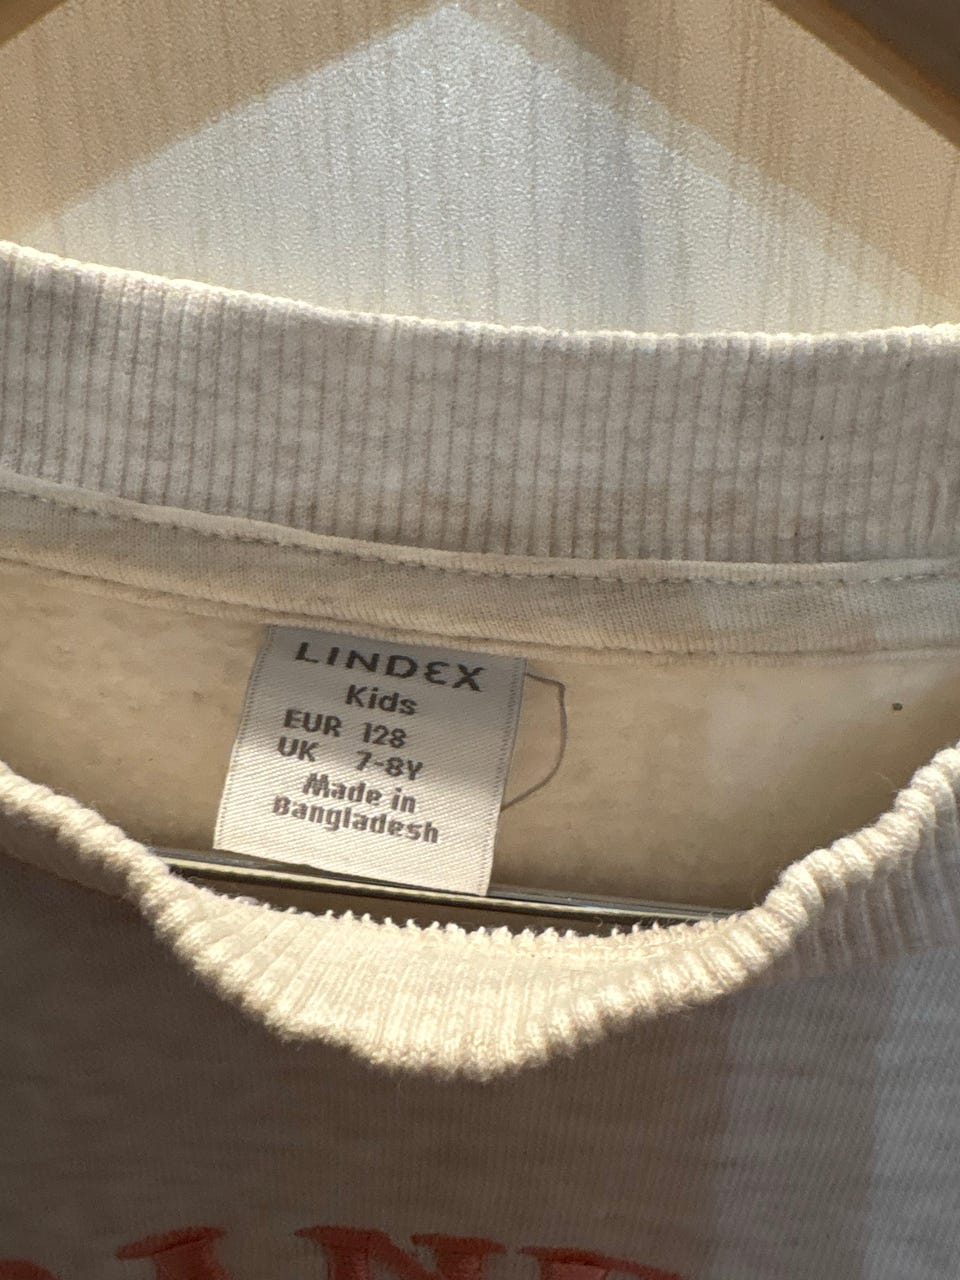 LINDEX
Kids
EUR 128
UK 7-8Y
Made in
Bangladesh